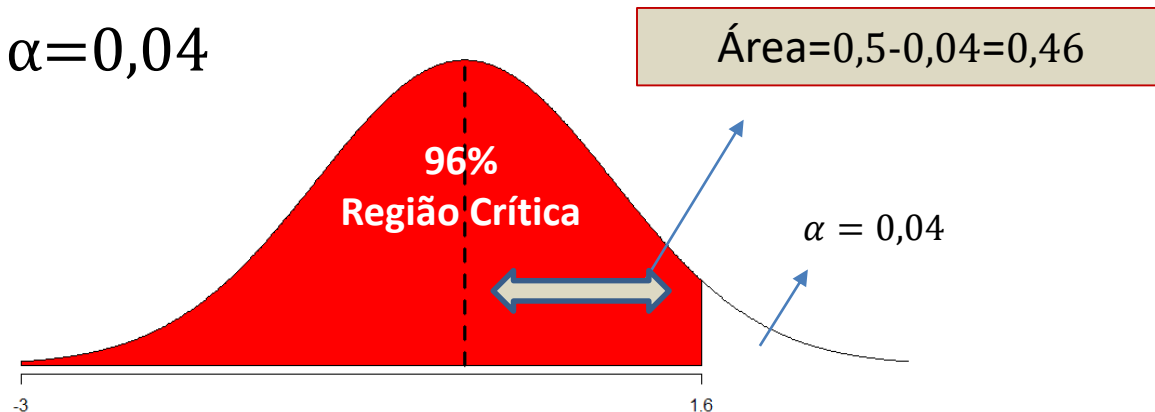 α=0,04
Área=0,5-0,04=0,46
96%
Região Crítica
α = 0,04
-3
1.6